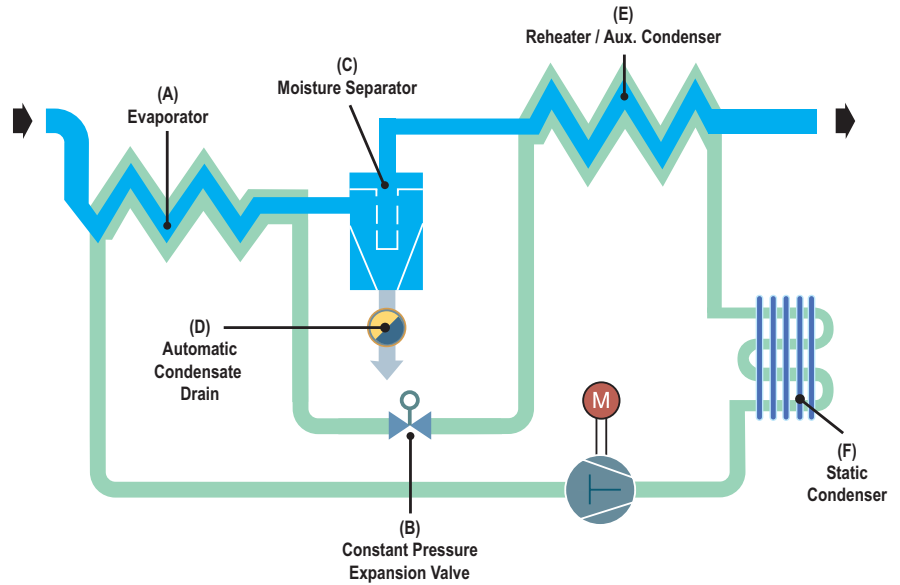 (E)
Reheater / Aux. Condenser
(C)
Moisture Separator
(A)
Evaporator
(D)
Automatic
Condensate
Drain
M
(F)
Static
Condenser
(B)
Constant Pressure
Expansion Valve